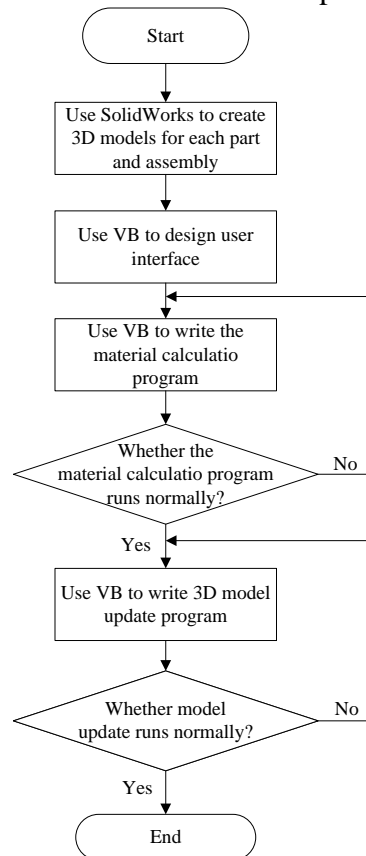 Start
Use SolidWorks to create
3D models for each part
and assembly
Use VB to design user
interface
Use VB to write the
material calculatio
program
Whether the
material calculatio program
runs normally?
No
Yes
Use VB to write 3D model
update program
Whether model
update runs normally?
No
Yes
End